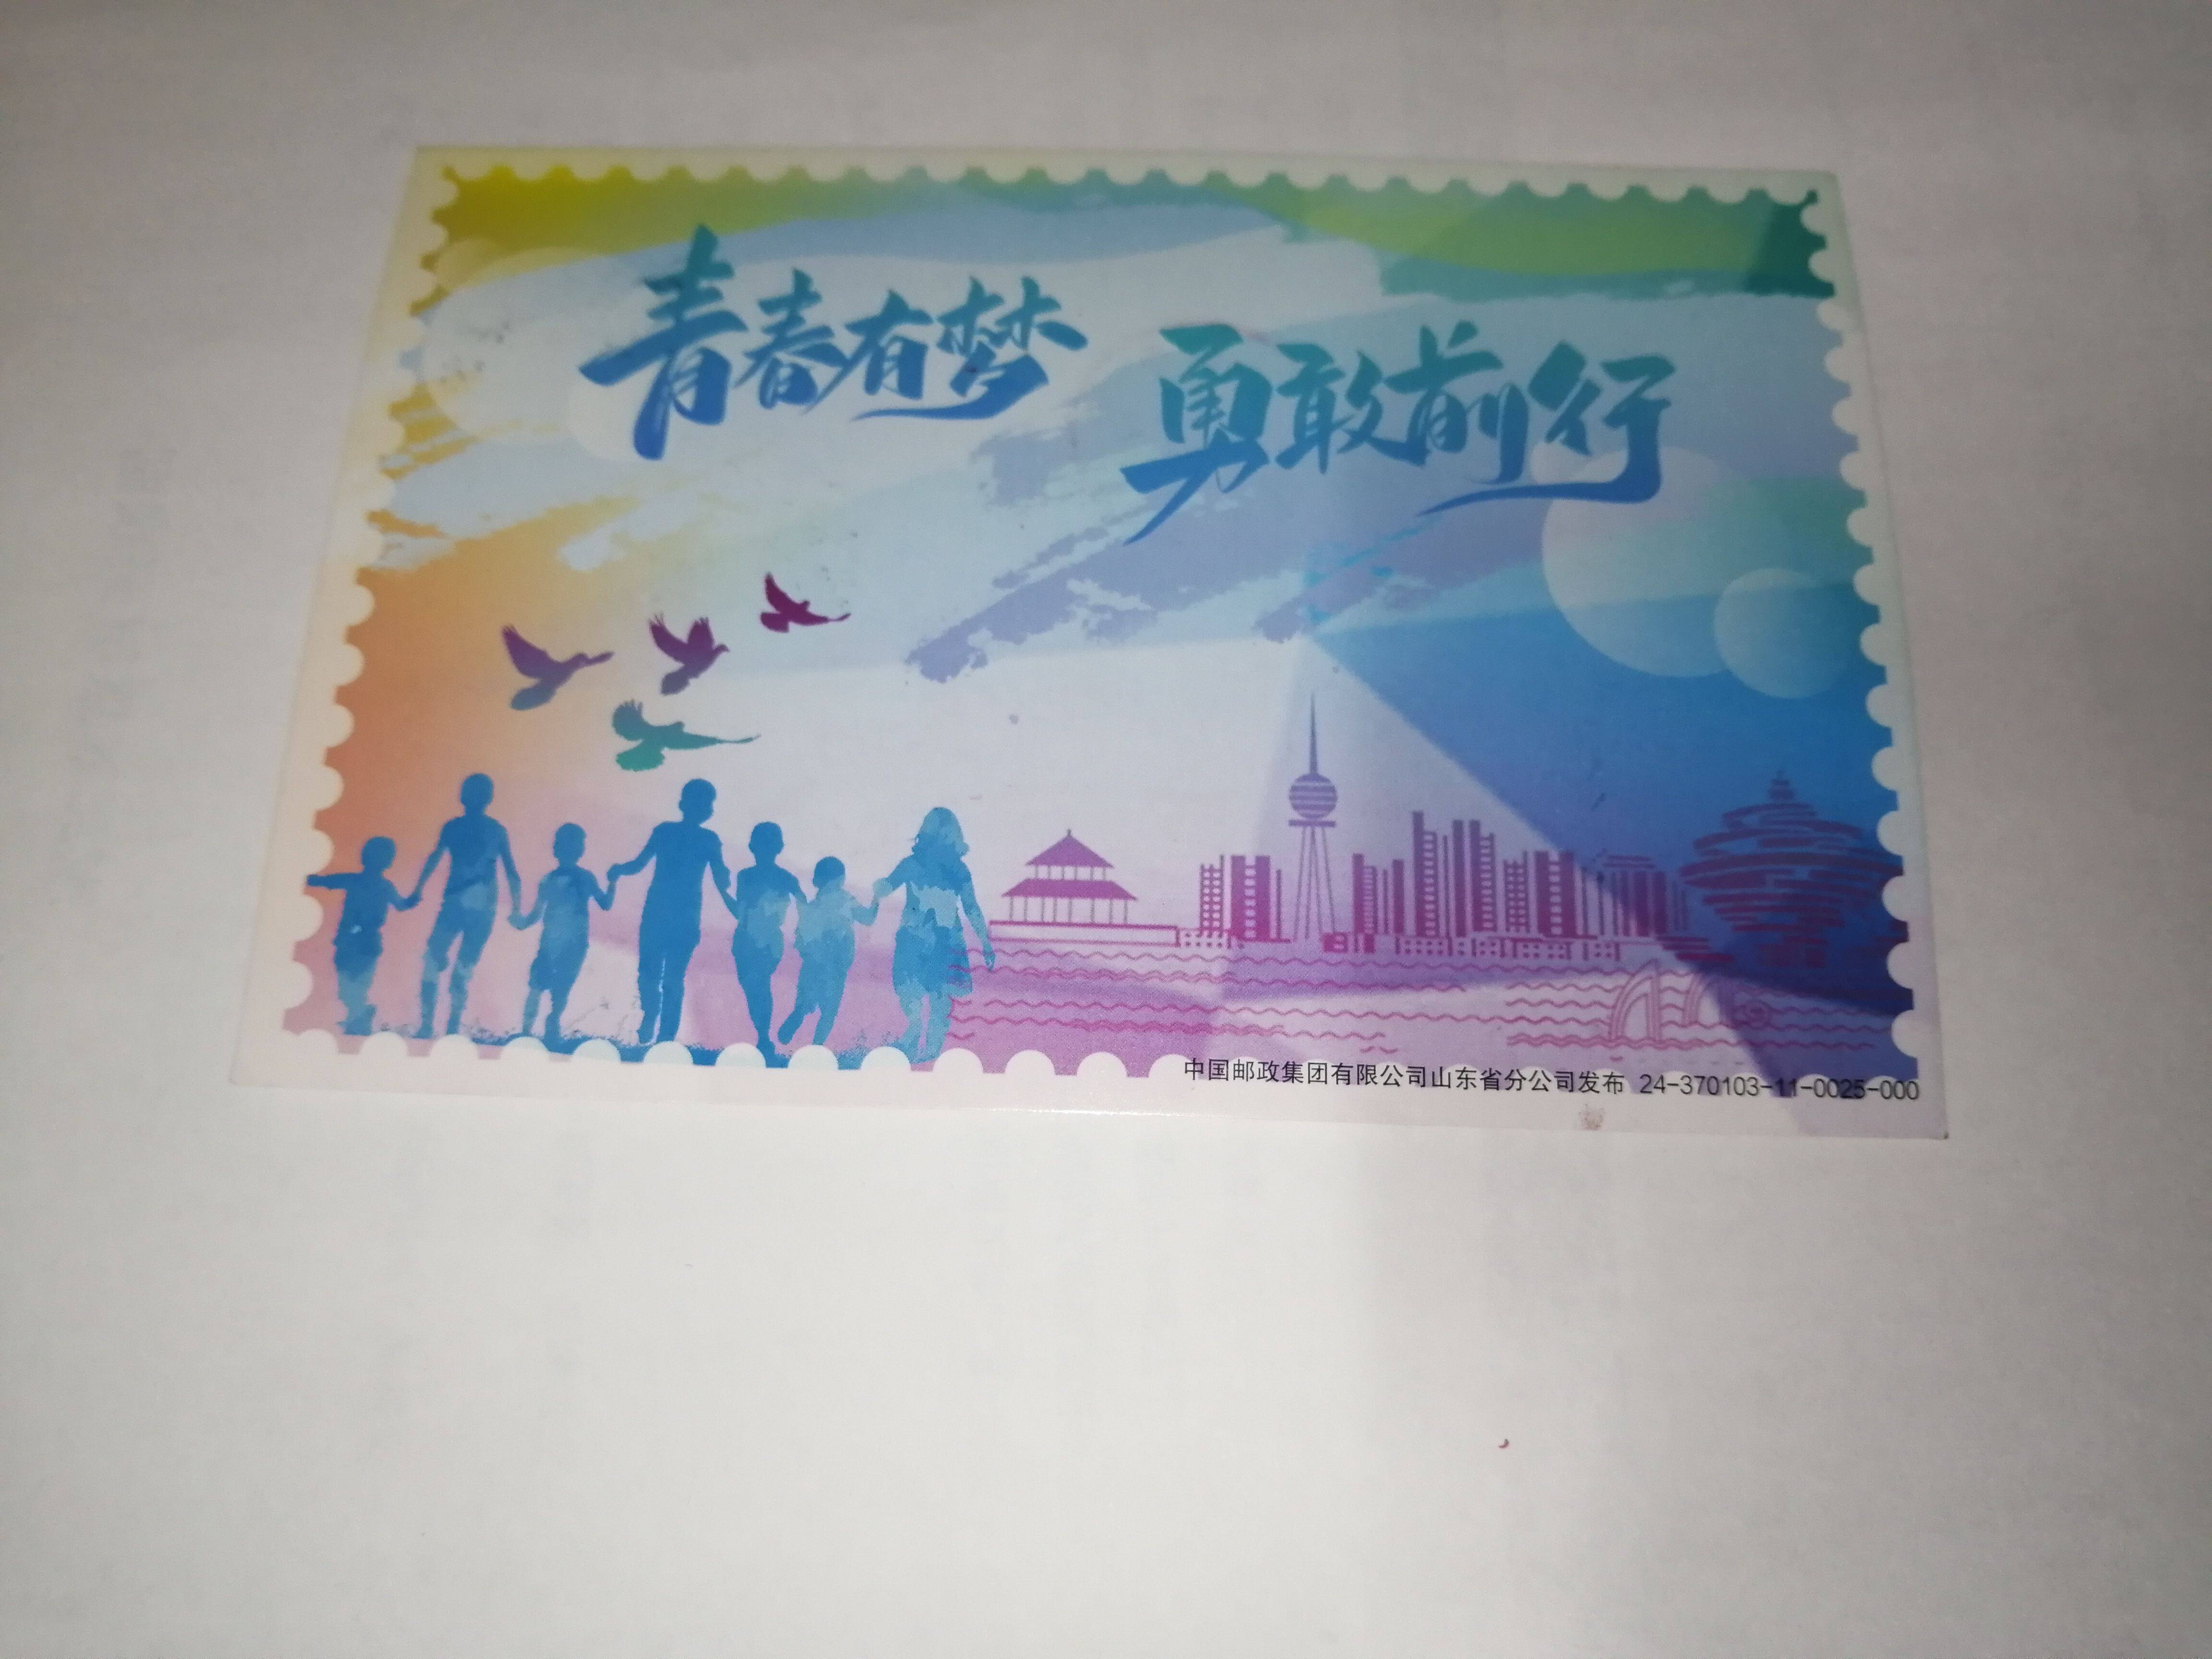 青春有梦
勇敢前行
中国邮政集团有限公司山东省分公司发布 24-370103-11-0025-000